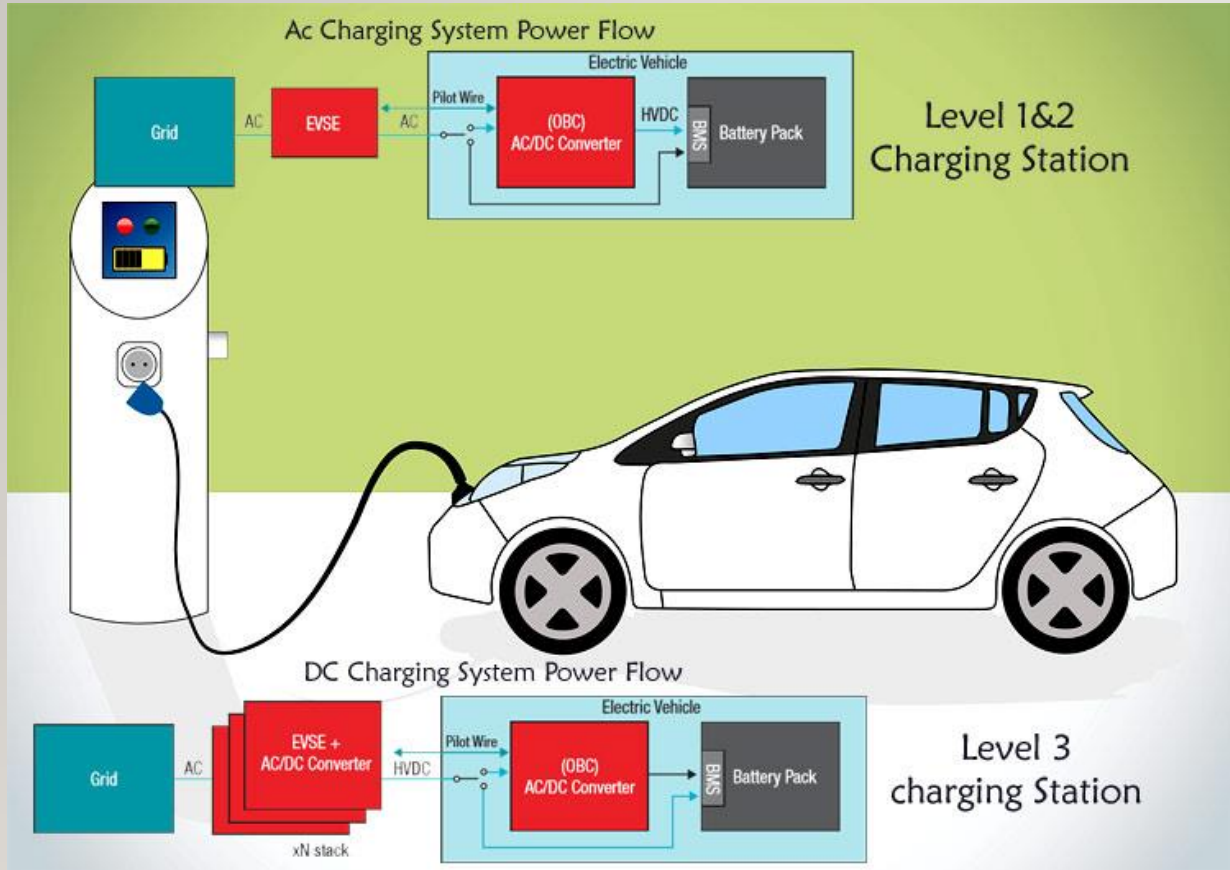 Ac Charging System Power Flow
Electric Vehicle
Grid
AC
EVSE
Pilot Wire
AC
(OBC)
AC/DC Converter
HVDC
BMS
Battery Pack
Level 1&2
Charging Station
DC Charging System Power Flow
Electric Vehicle
Grid
AC
EVSE +
AC/DC Converter
xN stack
Pilot Wire
HVDC
(OBC)
AC/DC Converter
BMS
Battery Pack
Level 3
charging Station